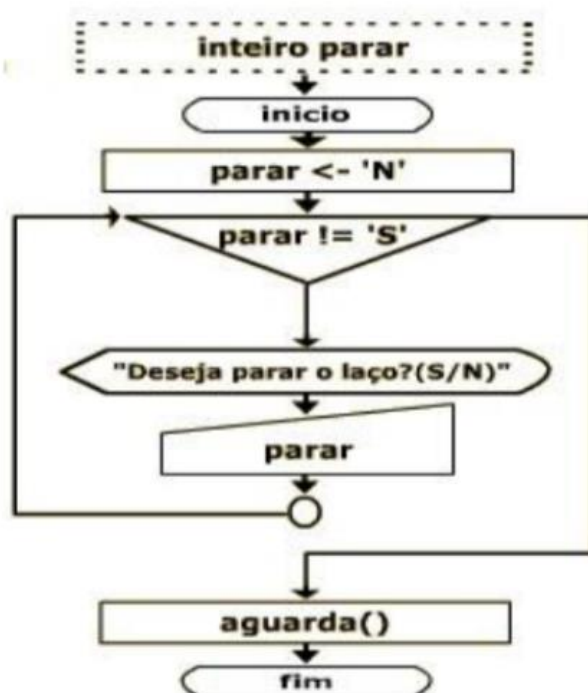 inteiro parar
inicio
parar <- 'N'
parar != 'S'
"Deseja parar o laço?(S/N)"
parar
aguarda()
fim